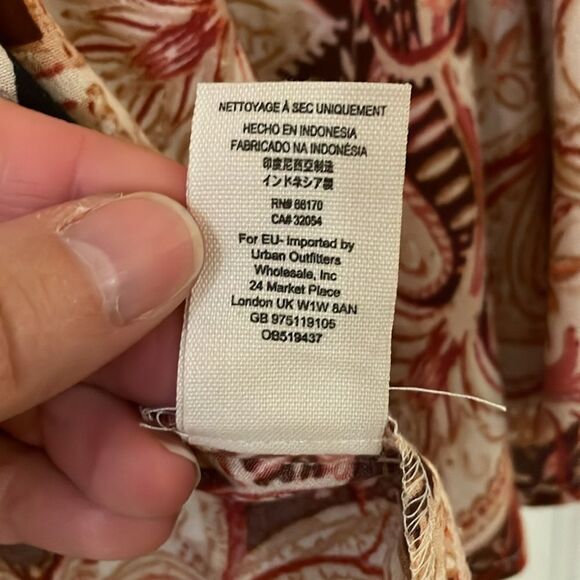 NETTOYAGE À SEC UNIQUEMENT
HECHO EN INDONESIA
FABRICADO NA INDONÉSIA
印度尼西亞制造
インドネシア製
RN# 66170
CA# 32054
For EU- Imported by
Urban Outfitters
Wholesale, Inc
24 Market Place
London UK W1W 8AN
GB 975119105
OB519437